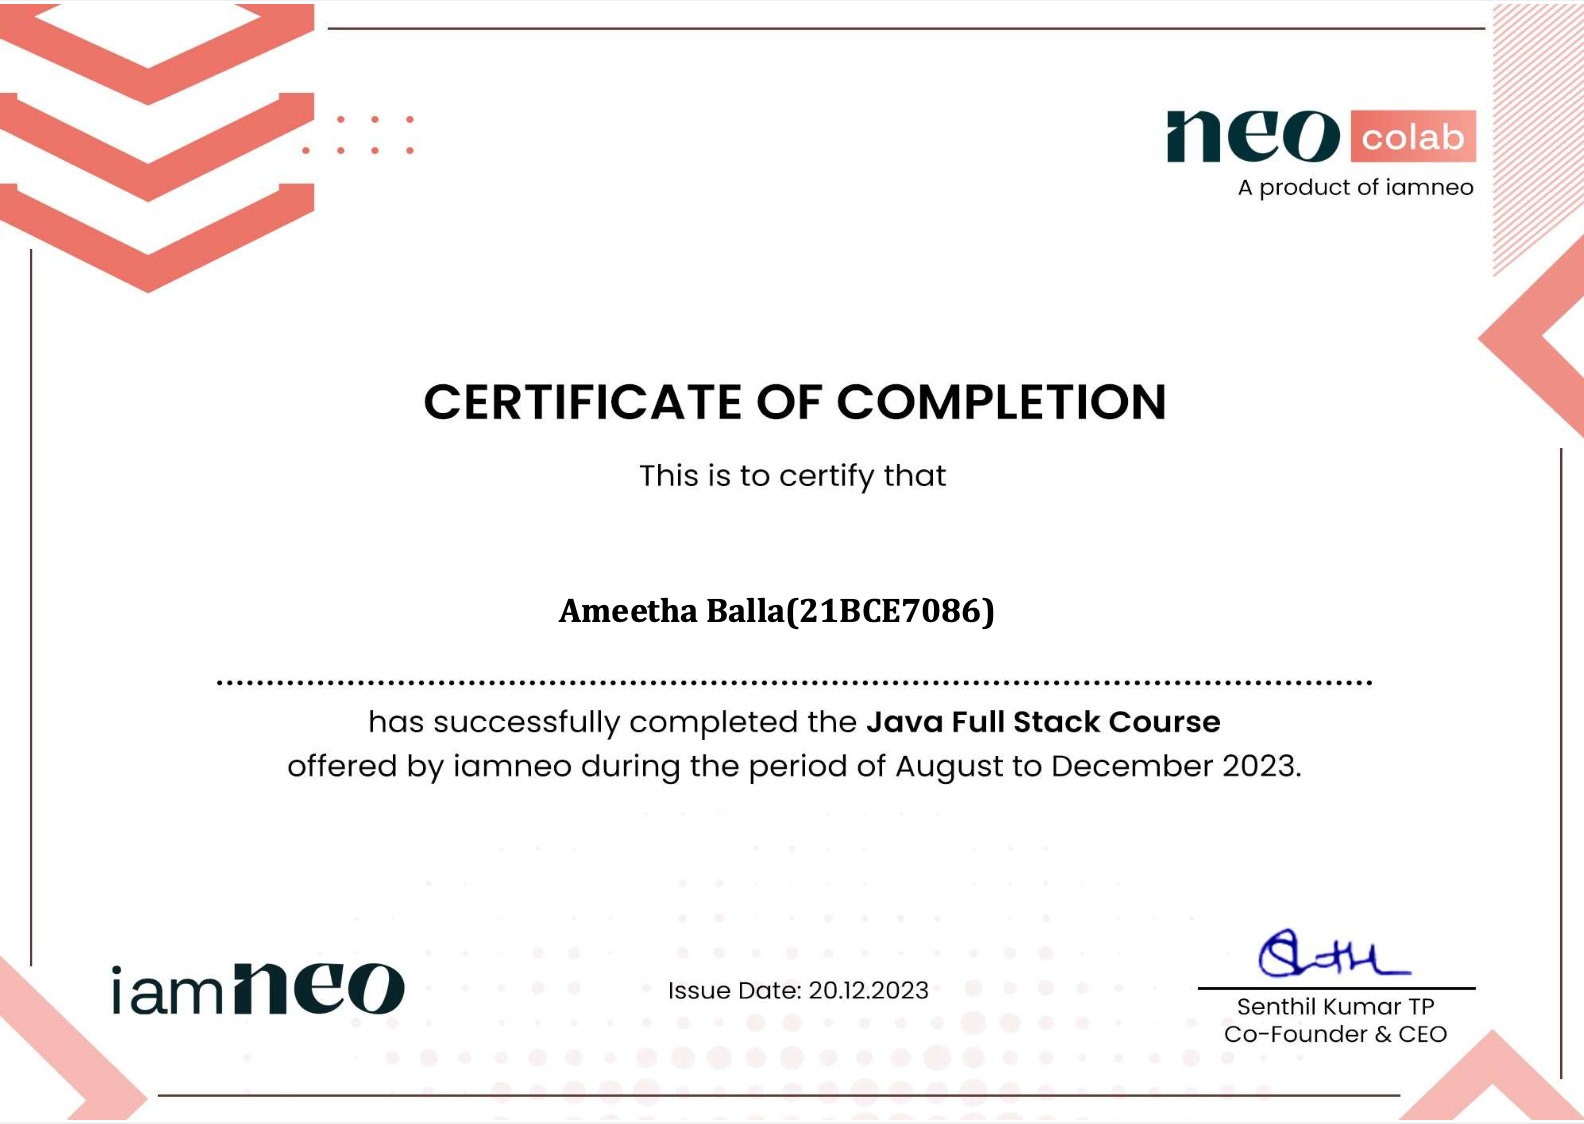 neo colab
A product of iamneo
CERTIFICATE OF COMPLETION
This is to certify that
Ameetha Balla(21BCE7086)
has successfully completed the Java Full Stack Course
offered by iamneo during the period of August to December 2023.
iamneo
Issue Date: 20.12.2023
Senthil Kumar TP
Co-Founder & CEO